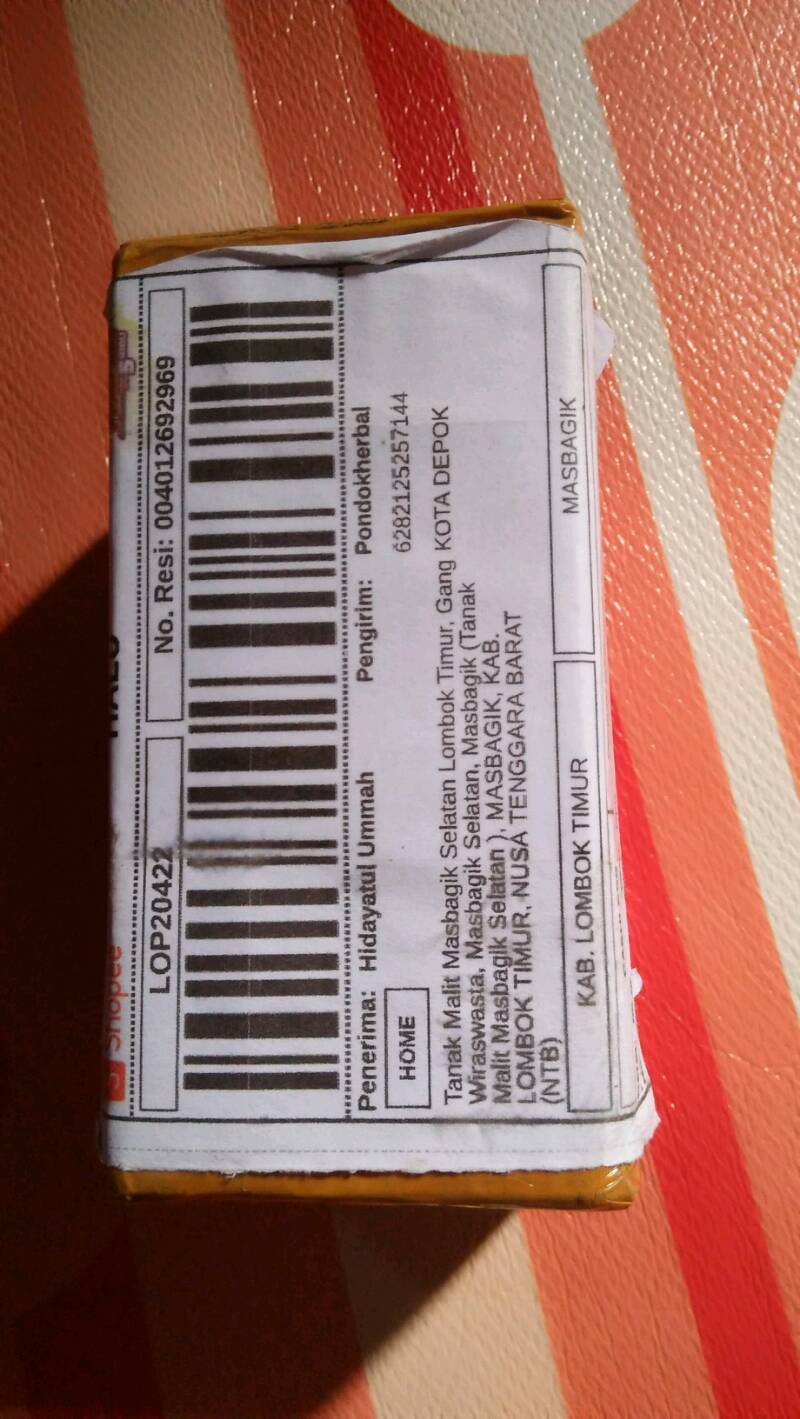 Shopee
LOP20422
No. Resi: 004012692969
Penerima: Hidayatul Ummah
Pengirim: Pondokherbal
HOME
6282125257144
Tanak Malit Masbagik Selatan Lombok Timur, Gang
Wiraswasta, Masbagik Selatan, Masbagik (Tanak
Malit Masbagik Selatan ), MASBAGIK, KAB.
LOMBOK TIMUR, NUSA TENGGARA BARAT
(NTB)
KOTA DEPOK
KAB. LOMBOK TIMUR
MASBAGIK